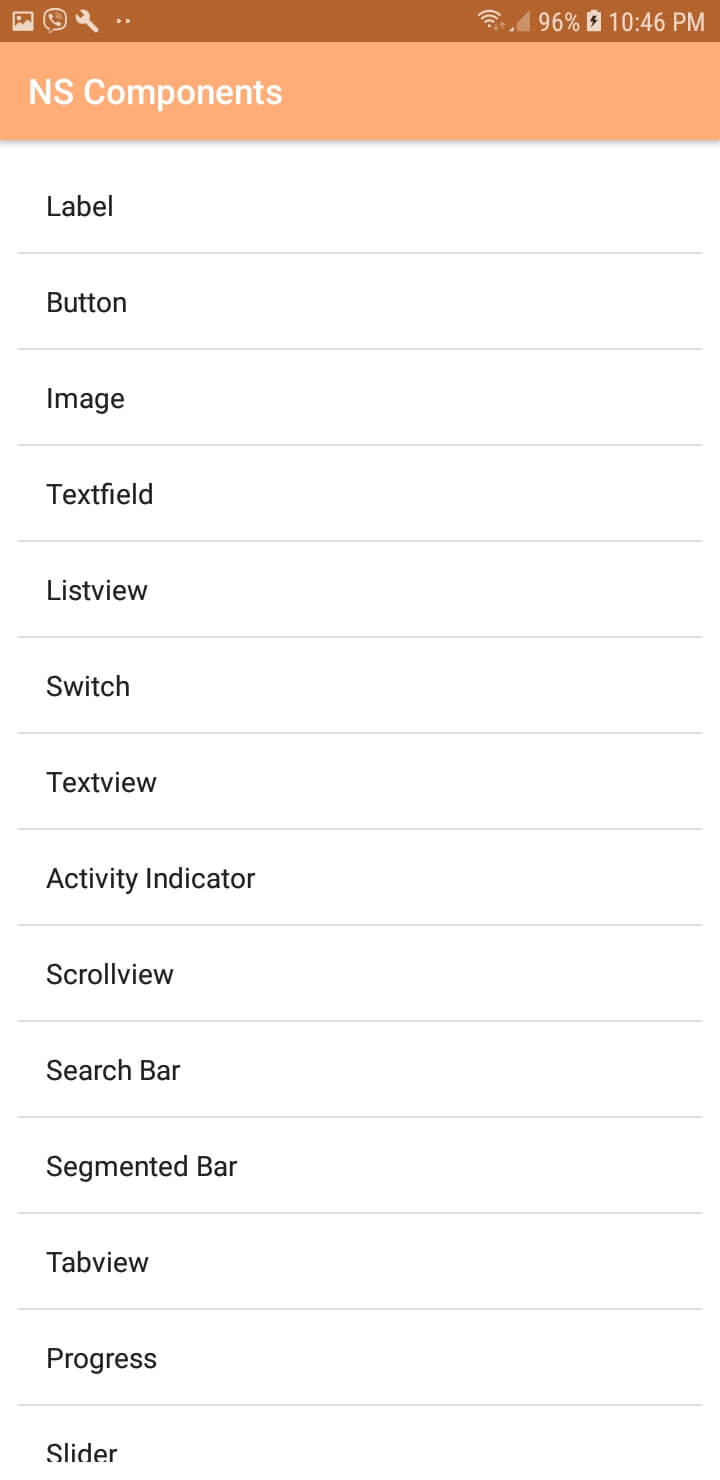 96% 10:46 PM
NS Components
Label
Button
Image
Textfield
Listview
Switch
Textview
Activity Indicator
Scrollview
Search Bar
Segmented Bar
Tabview
Progress
Slider